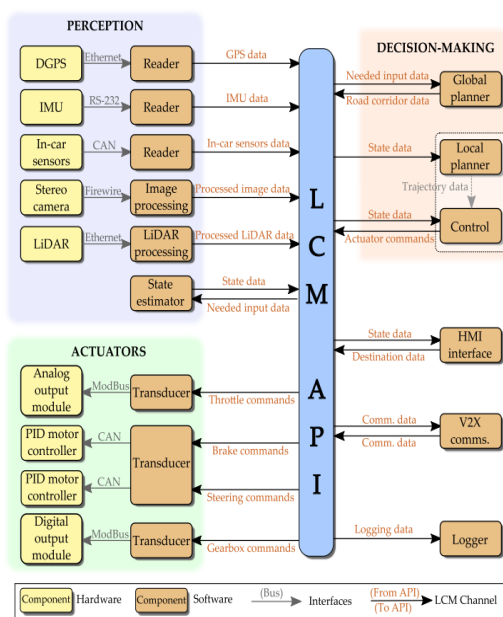 PERCEPTION
DGPS
Ethernet
Reader
GPS data
IMU
RS-232
Reader
IMU data
In-car
sensors
CAN
Reader
In-car sensors data
Stereo
camera
Firewire
Image
processing
Processed image data
LiDAR
Ethernet
LiDAR
processing
Processed LiDAR data
State
estimator
State data
Needed input data
LCM API
DECISION-MAKING
Needed input data
Road corridor data
Global
planner
State data
Local
planner
Trajectory data
State data
Actuator commands
Control
State data
Destination data
HMI
interface
Comm. data
Comm. data
V2X
comms.
Logging data
Logger
ACTUATORS
Analog
output
module
ModBus
Transducer
Throttle commands
PID motor
controller
CAN
Transducer
Brake commands
PID motor
controller
CAN
Steering commands
Digital
output
module
ModBus
Transducer
Gearbox commands
Component Hardware
Component Software
(Bus) Interfaces
(From API)
(To API)
LCM Channel